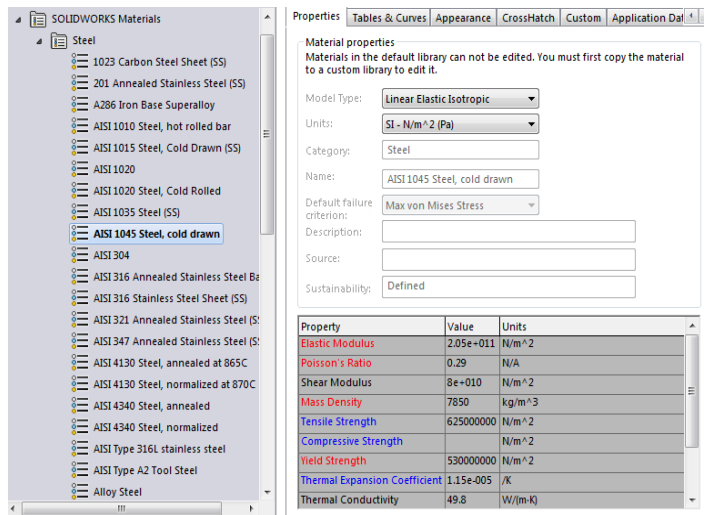 SOLIDWORKS Materials
Steel
1023 Carbon Steel Sheet (SS)
201 Annealed Stainless Steel (SS)
A286 Iron Base Superalloy
AISI 1010 Steel, hot rolled bar
AISI 1015 Steel, Cold Drawn (SS)
AISI 1020
AISI 1020 Steel, Cold Rolled
AISI 1035 Steel (SS)
AISI 1045 Steel, cold drawn
AISI 304
AISI 316 Annealed Stainless Steel Ba
AISI 316 Stainless Steel Sheet (SS)
AISI 321 Annealed Stainless Steel (S
AISI 347 Annealed Stainless Steel (S
AISI 4130 Steel, annealed at 865C
AISI 4130 Steel, normalized at 870C
AISI 4340 Steel, annealed
AISI 4340 Steel, normalized
AISI Type 316L stainless steel
AISI Type A2 Tool Steel
Alloy Steel
Properties Tables & Curves Appearance CrossHatch Custom Application Dat
Material properties
Materials in the default library can not be edited. You must first copy the material
to a custom library to edit it.
Model Type: Linear Elastic Isotropic
Units: SI - N/m^2 (Pa)
Category: Steel
Name: AISI 1045 Steel, cold drawn
Default failure criterion: Max von Mises Stress
Description:
Source:
Sustainability: Defined
Property Value Units
Elastic Modulus 2.05e+011 N/m^2
Poisson's Ratio 0.29 N/A
Shear Modulus 8e+010 N/m^2
Mass Density 7850 kg/m^3
Tensile Strength 625000000 N/m^2
Compressive Strength N/m^2
Yield Strength 530000000 N/m^2
Thermal Expansion Coefficient 1.15e-005 /K
Thermal Conductivity 49.8 W/(m·K)